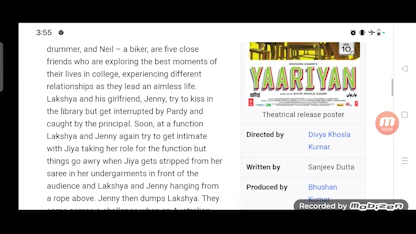 3:55
drummer, and Neil – a biker, are five close
friends who are exploring the best moments of
their lives in college, experiencing different
relationships as they lead an aimless life.
Lakshya and his girlfriend, Jenny, try to kiss in
the library but get interrupted by Pardy and
caught by the principal. Soon, at a function
Lakshya and Jenny again try to get intimate
with Jiya taking her role for the function but
things go awry when Jiya gets stripped from her
saree in her undergarments in front of the
audience and Lakshya and Jenny hanging from
a rope above. Jenny then dumps Lakshya. They
10
YAARIYAN
Theatrical release poster
Directed by
Divya Khosla
Kumar
Written by
Sanjeev Dutta
Produced by
Bhushan
Kumar
Recorded by
mobizen